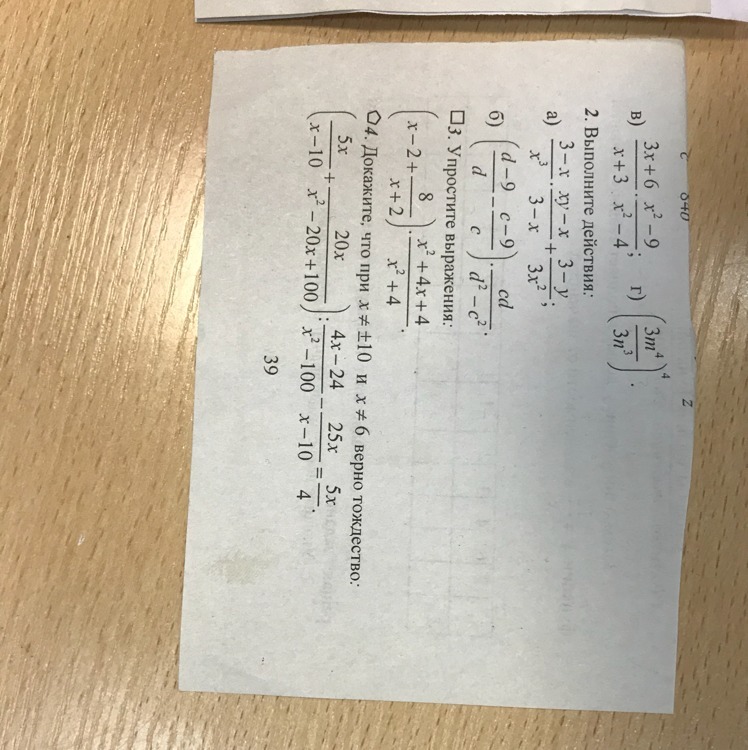 в) (3x+6)/(x+3) : (x²−9)/(x²−4); г) (3m⁴/3n³)⁴.
2. Выполните действия:
а) (3−x)/x³ · (xy−x)/(3−x) + (3−y)/3x²;
б) ((d−9)/d − (c−9)/c) · cd/(d²−c²).
□3. Упростите выражения:
(x−2+8/(x+2)) · (x²+4x+4)/(x²+4).
4. Докажите, что при x ≠ ±10 и x ≠ 6 верно тождество:
(5x/(x−10) + 20x/(x²−20x+100)) : (4x−24)/(x²−100) − 25x/(x−10) = 5x/4.
39